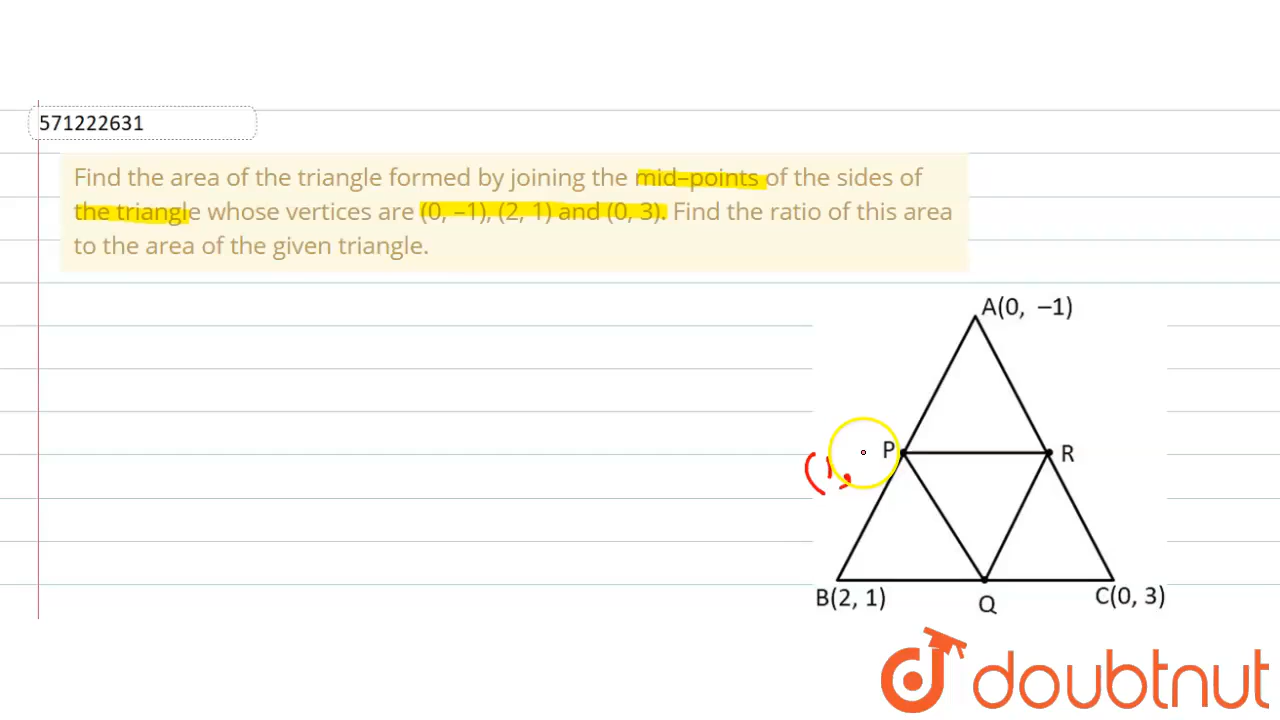 571222631
Find the area of the triangle formed by joining the mid–points of the sides of
the triangle whose vertices are (0, –1), (2, 1) and (0, 3). Find the ratio of this area
to the area of the given triangle.
A(0, –1)
P
R
(1,
B(2, 1)
Q
C(0, 3)
doubtnut